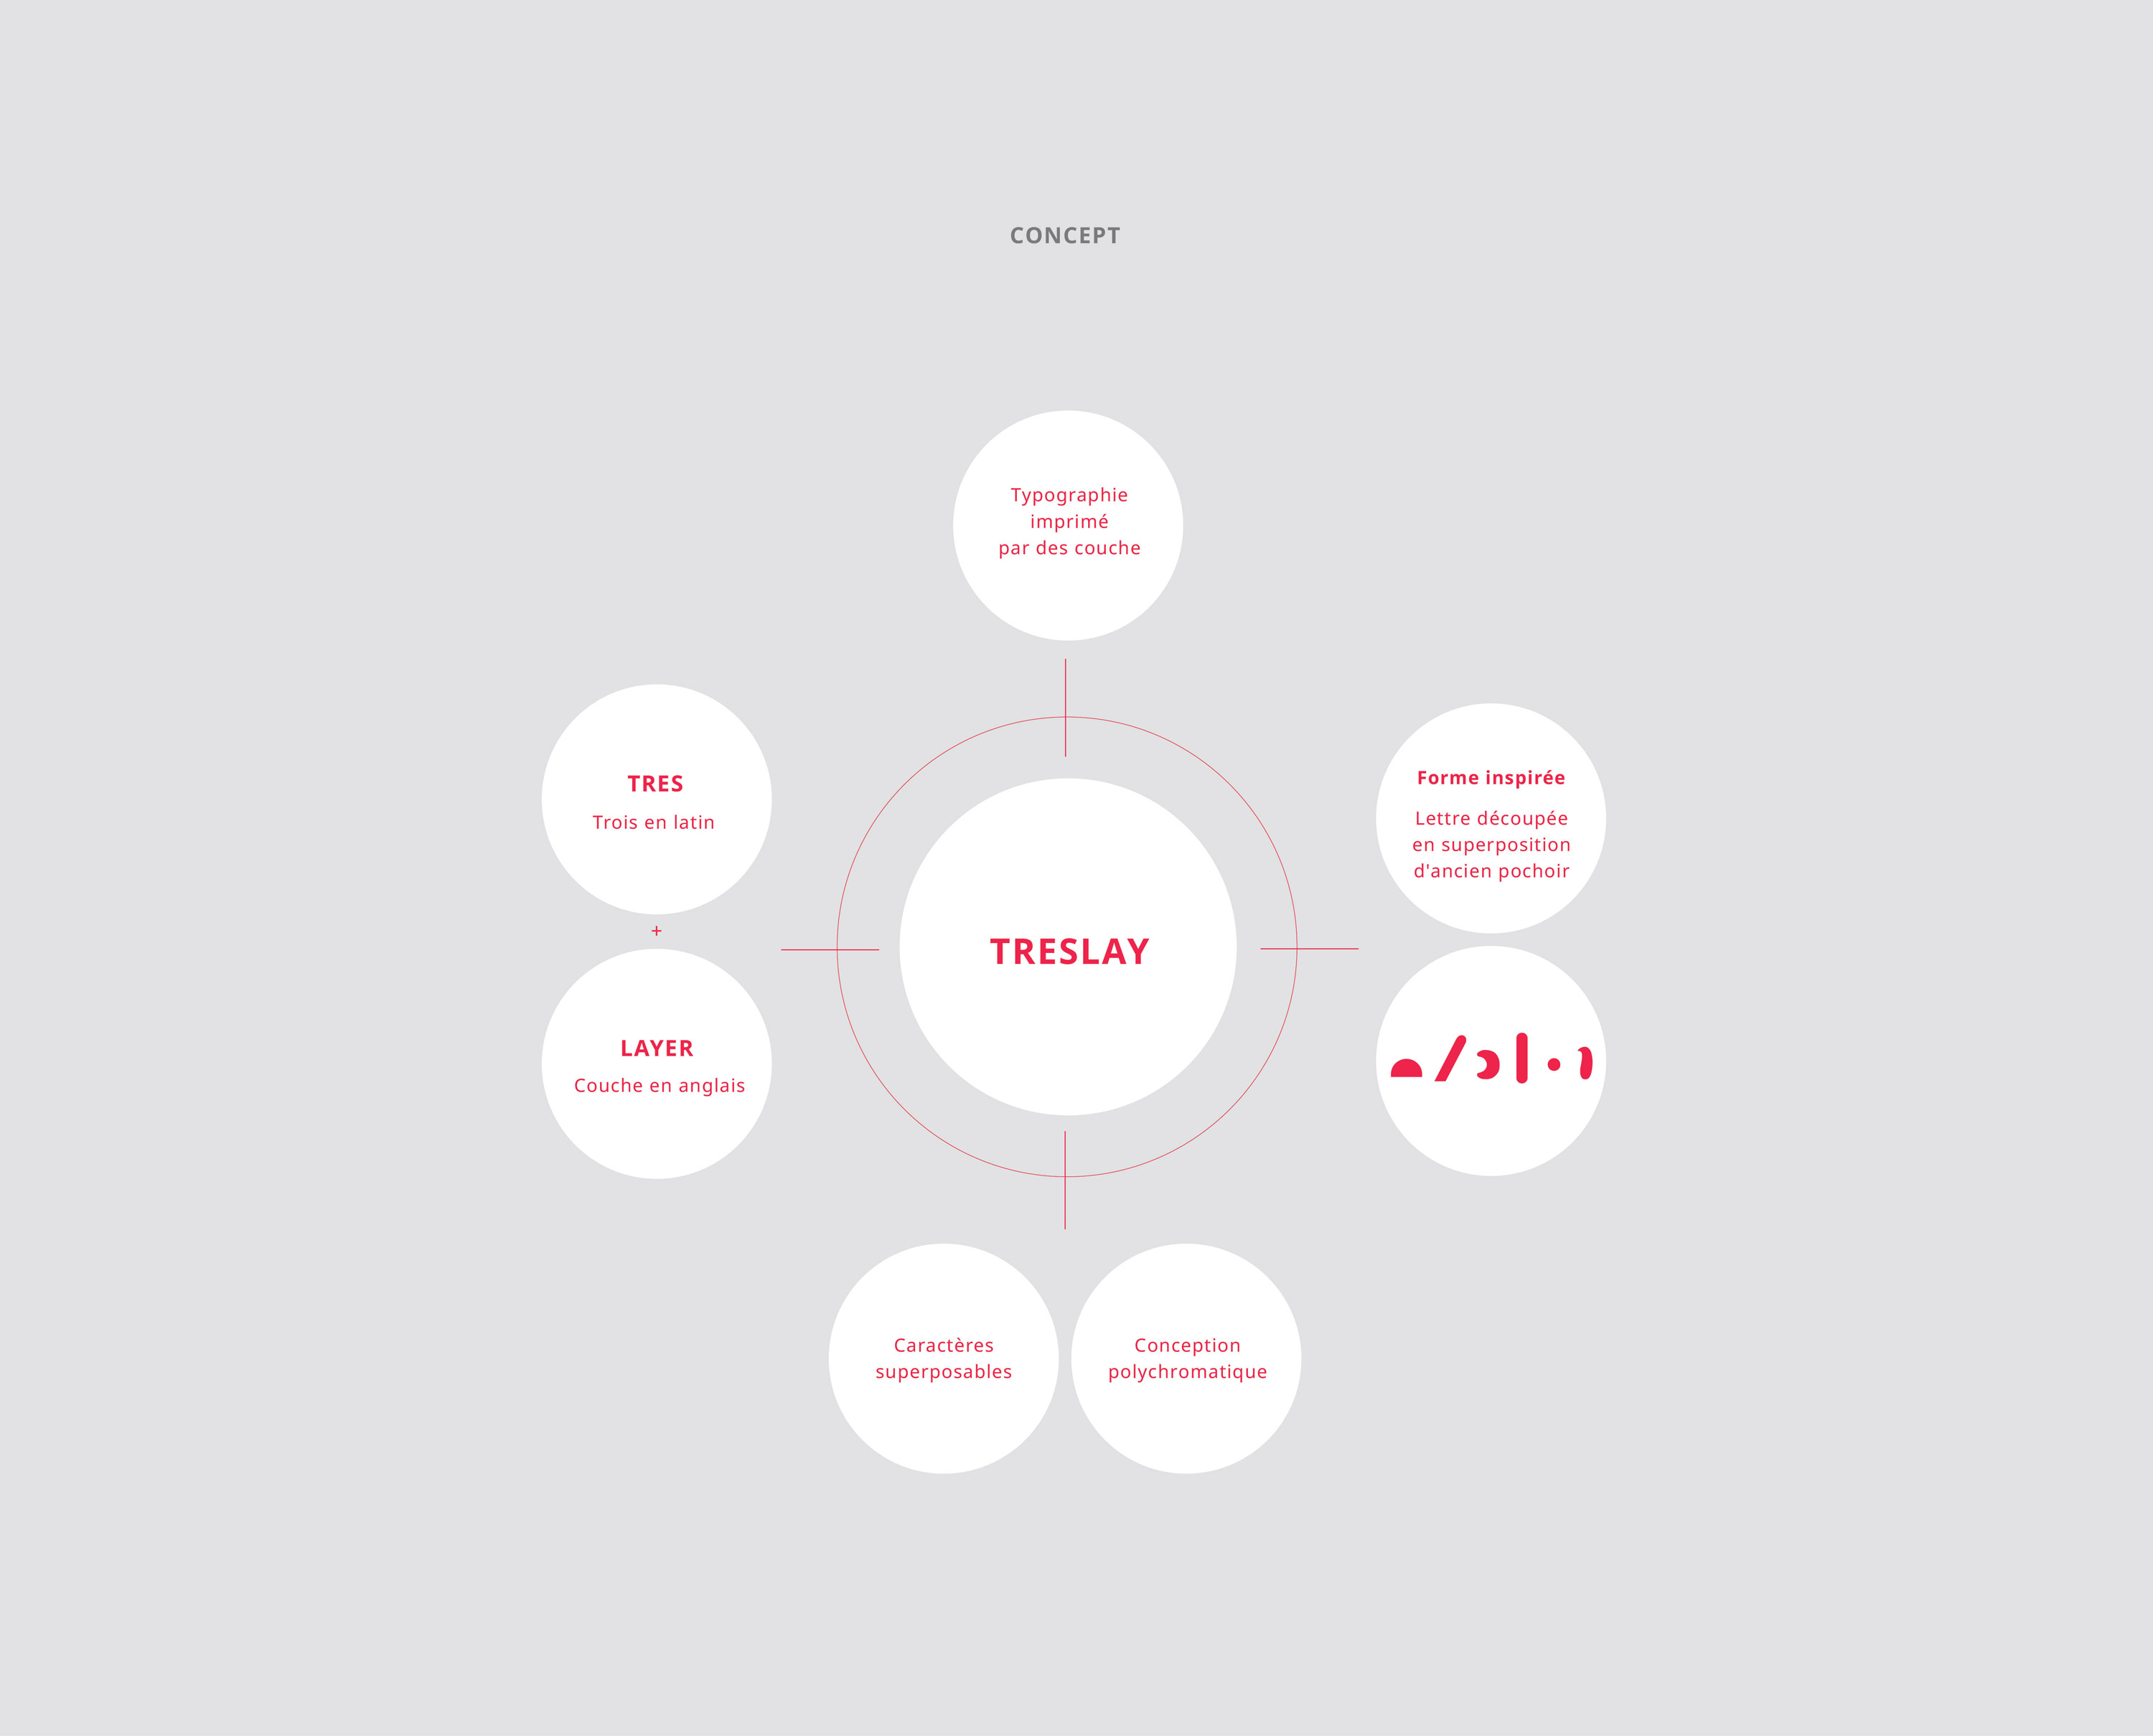 CONCEPT
Typographie
imprimé
par des couche
TRES
Trois en latin
+
LAYER
Couche en anglais
TRESLAY
Forme inspirée
Lettre découpée
en superposition
d'ancien pochoir
Caractères
superposables
Conception
polychromatique